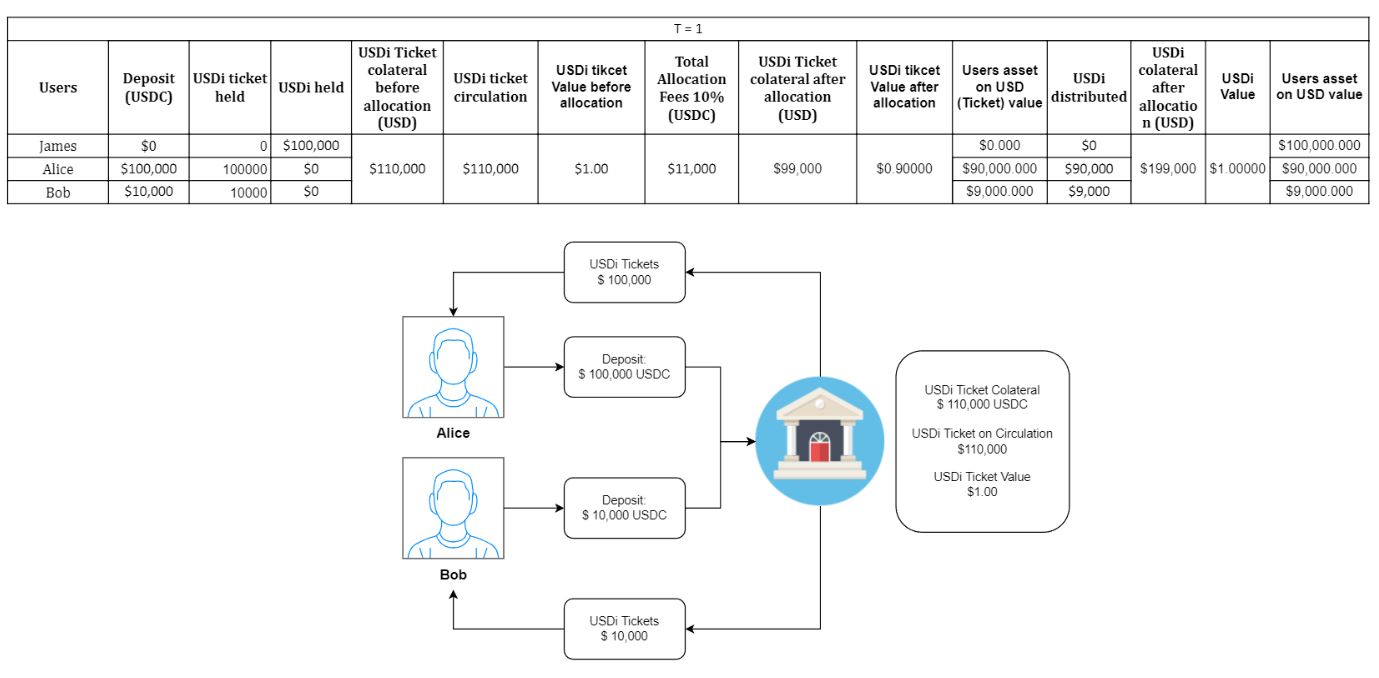 T = 1
Users
Deposit
(USDC)
USDi ticket
held
USDi held
USDi Ticket
colateral
before
allocation
(USD)
USDi ticket
circulation
USDi tikcet
Value before
allocation
Total
Allocation
Fees 10%
(USDC)
USDi Ticket
colateral after
allocation
(USD)
USDi tikcet
Value after
allocation
Users asset
on USD
(Ticket) value
USDi
distributed
USDi
colateral
after
allocatio
n (USD)
USDi
Value
Users asset
on USD value
James
$0
0
$100,000
$0.000
$0
$100,000.000
Alice
$100,000
100000
$0
$110,000
$110,000
$1.00
$11,000
$99,000
$0.90000
$90,000.000
$90,000
$199,000
$1.00000
$90,000.000
Bob
$10,000
10000
$0
$9,000.000
$9,000
$9,000.000
USDi Tickets
$ 100,000
Deposit:
$ 100,000 USDC
Alice
USDi Ticket Colateral
$ 110,000 USDC
USDi Ticket on Circulation
$110,000
USDi Ticket Value
$1.00
Deposit:
$ 10,000 USDC
Bob
USDi Tickets
$ 10,000